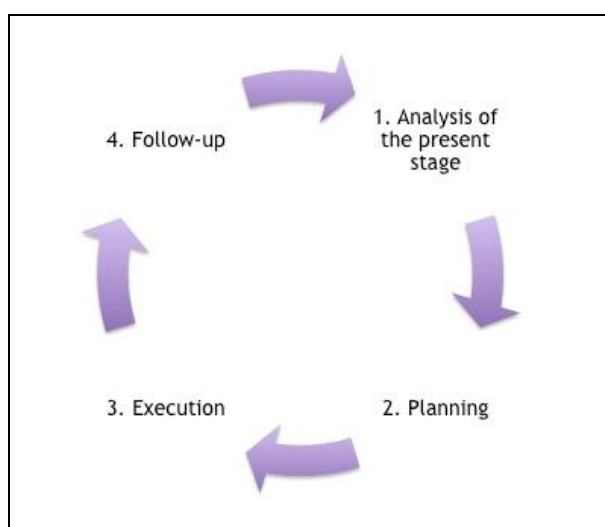 1. Analysis of
the present
stage
2. Planning
3. Execution
4. Follow-up